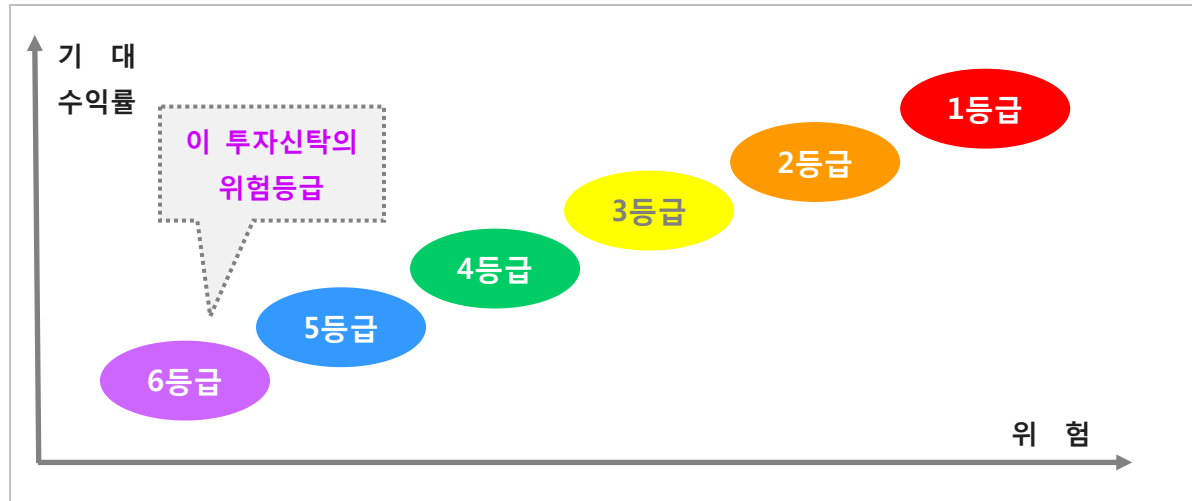 기 대
수익률
이 투자신탁의
위험등급
1등급
2등급
3등급
4등급
5등급
6등급
위 험